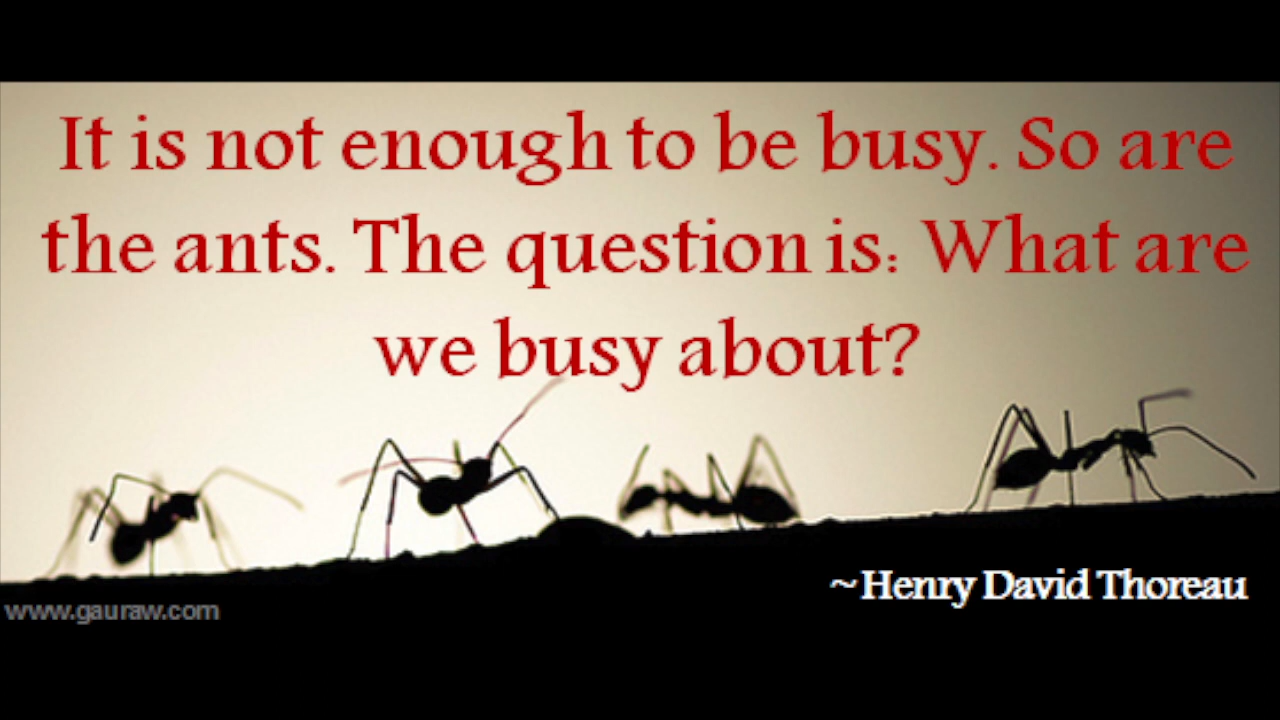 It is not enough to be busy. So are
the ants. The question is: What are
we busy about?
~Henry David Thoreau
www.gauraw.com